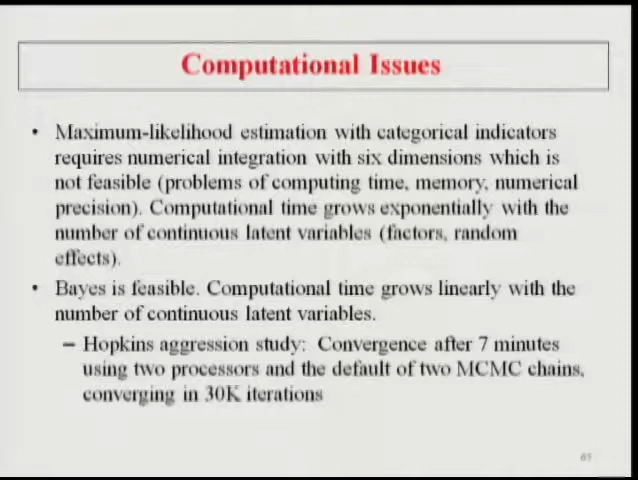 Computational Issues
• Maximum-likelihood estimation with categorical indicators
requires numerical integration with six dimensions which is
not feasible (problems of computing time, memory, numerical
precision). Computational time grows exponentially with the
number of continuous latent variables (factors, random
effects).
• Bayes is feasible. Computational time grows linearly with the
number of continuous latent variables.
– Hopkins aggression study: Convergence after 7 minutes
using two processors and the default of two MCMC chains,
converging in 30K iterations